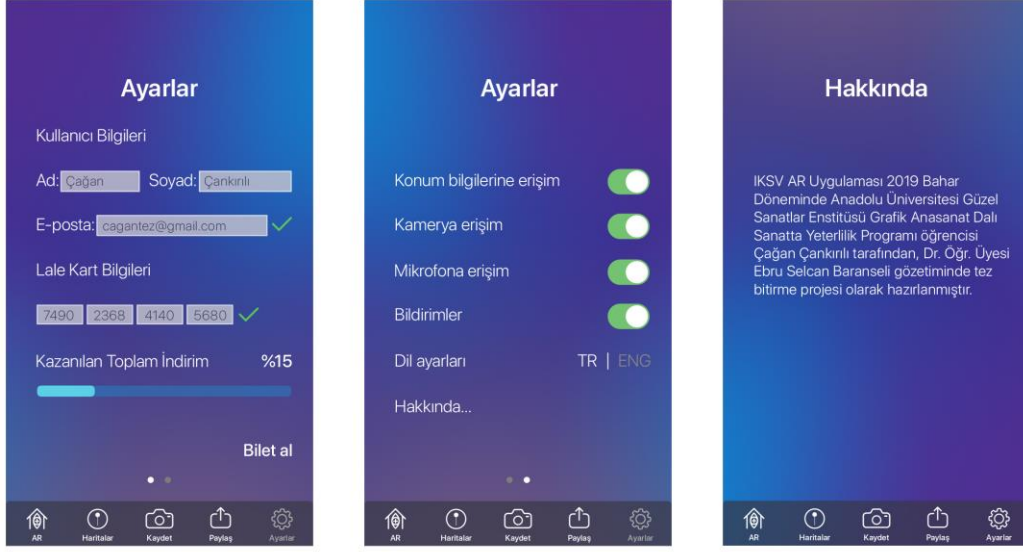 Ayarlar
Kullanıcı Bilgileri
Ad: Çağan Soyad: Çankırılı
E-posta: cagantez@gmail.com
Lale Kart Bilgileri
7490 2368 4140 5680
Kazanılan Toplam İndirim %15
Bilet al
AR Haritalar Kaydet Paylaş Ayarlar
Ayarlar
Konum bilgilerine erişim
Kamerya erişim
Mikrofona erişim
Bildirimler
Dil ayarları TR | ENG
Hakkında...
AR Haritalar Kaydet Paylaş Ayarlar
Hakkında
IKSV AR Uygulaması 2019 Bahar
Döneminde Anadolu Üniversitesi Güzel
Sanatlar Enstitüsü Grafik Anasanat Dalı
Sanatta Yeterlilik Programı öğrencisi
Çağan Çankırılı tarafından, Dr. Öğr. Üyesi
Ebru Selcan Baranseli gözetiminde tez
bitirme projesi olarak hazırlanmıştır.
AR Haritalar Kaydet Paylaş Ayarlar